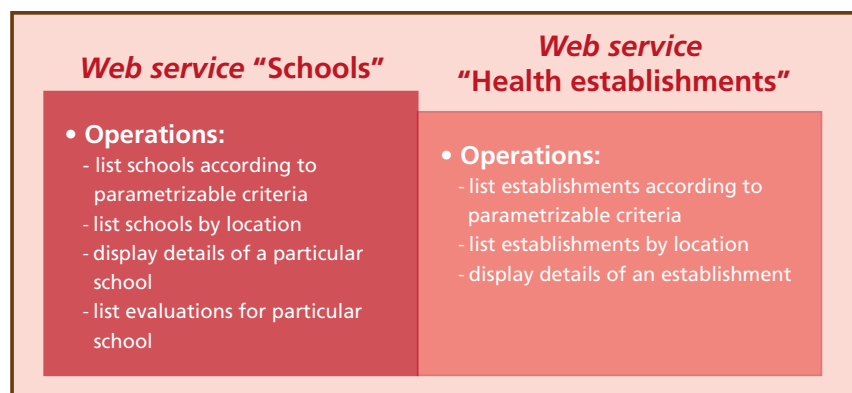 Web service “Schools”
• Operations:
- list schools according to
parametrizable criteria
- list schools by location
- display details of a particular
school
- list evaluations for particular
school
Web service
“Health establishments”
• Operations:
- list establishments according to
parametrizable criteria
- list establishments by location
- display details of an establishment